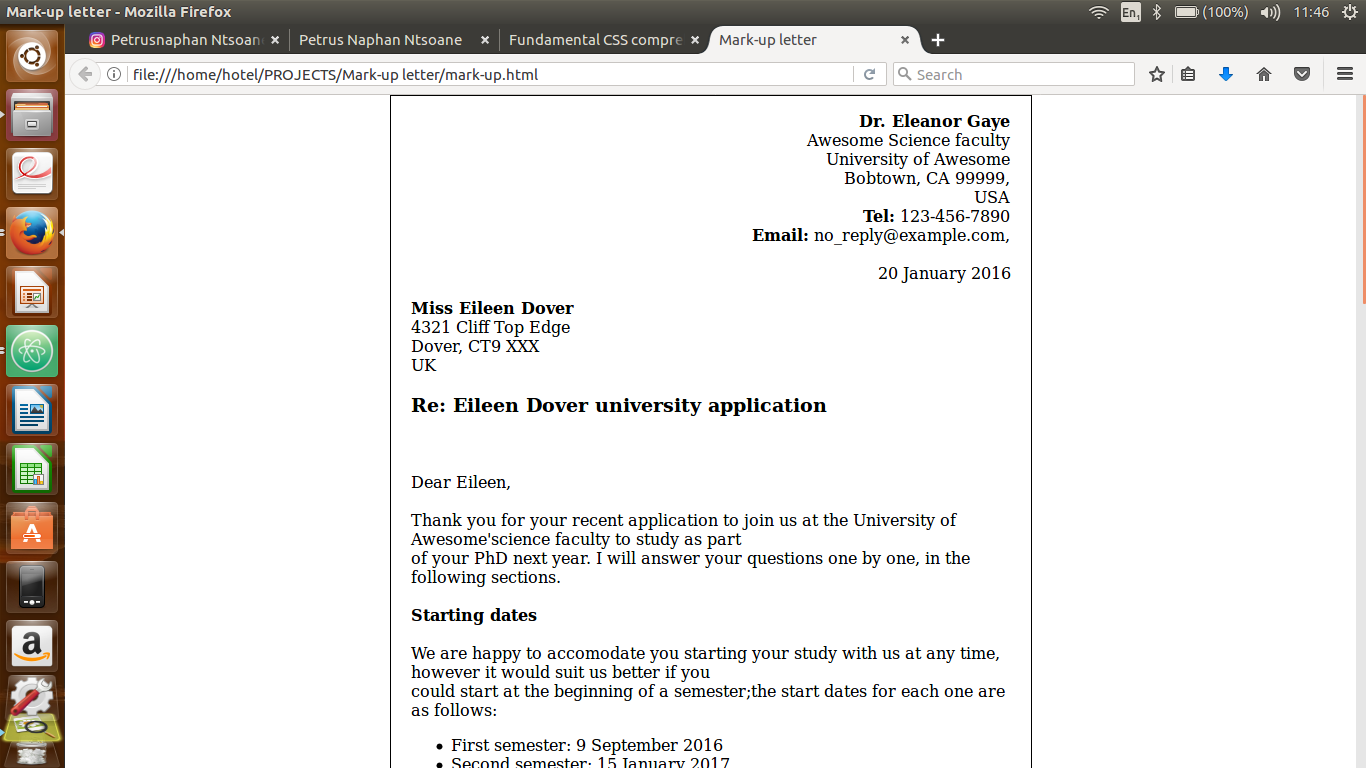 Mark-up letter - Mozilla Firefox
En1
(100%)
11:46
Petrusnaphan Ntsoan
Petrus Naphan Ntsoane
Fundamental CSS compre
Mark-up letter
file:///home/hotel/PROJECTS/Mark-up letter/mark-up.html
Search
Dr. Eleanor Gaye
Awesome Science faculty
University of Awesome
Bobtown, CA 99999,
USA
Tel: 123-456-7890
Email: no_reply@example.com,
20 January 2016
Miss Eileen Dover
4321 Cliff Top Edge
Dover, CT9 XXX
UK
Re: Eileen Dover university application
Dear Eileen,
Thank you for your recent application to join us at the University of
Awesome'science faculty to study as part
of your PhD next year. I will answer your questions one by one, in the
following sections.
Starting dates
We are happy to accomodate you starting your study with us at any time,
however it would suit us better if you
could start at the beginning of a semester;the start dates for each one are
as follows:
First semester: 9 September 2016
Second semester: 15 January 2017